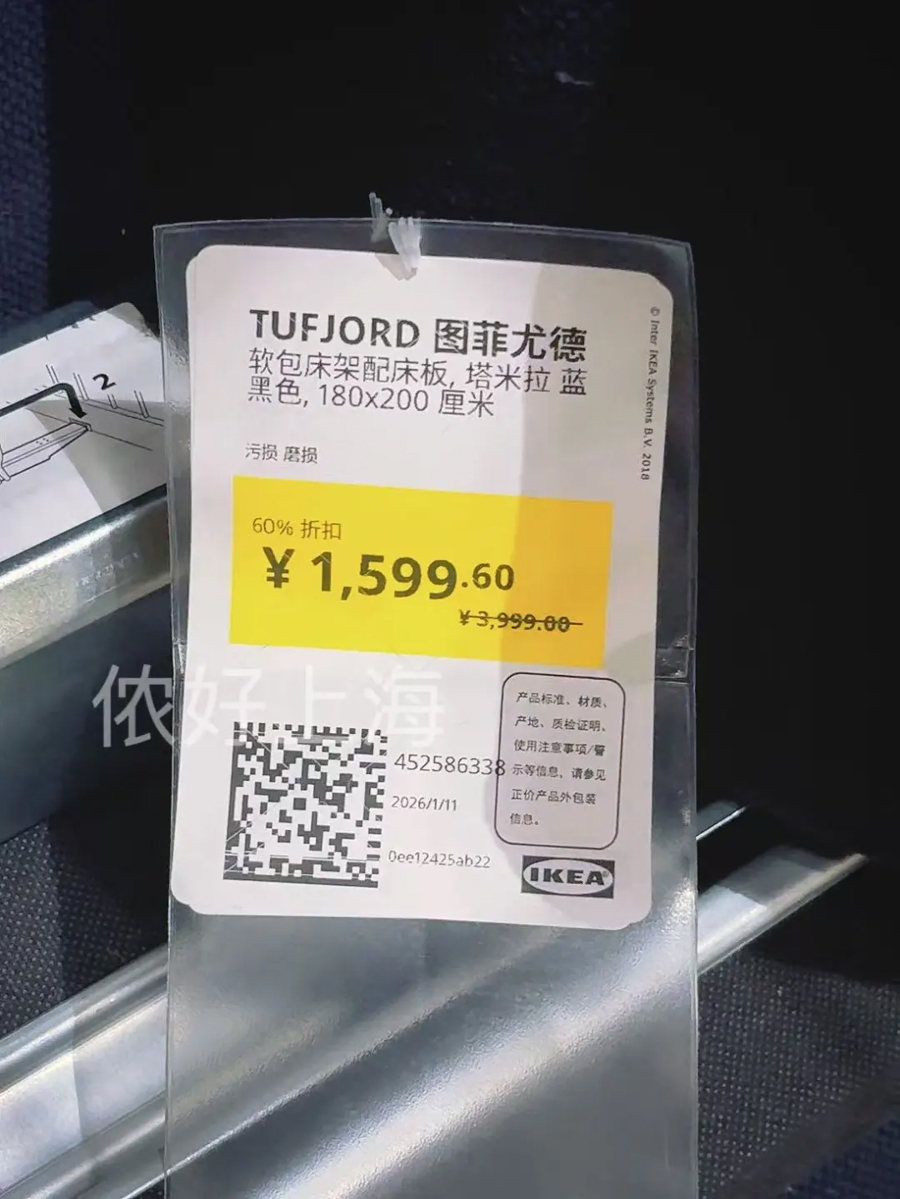 TUFJORD 图菲尤德
软包床架配床板, 塔米拉 蓝
黑色, 180x200 厘米
污损 磨损
60% 折扣
¥ 1,599.60
¥ 3,999.00
© Inter IKEA Systems B.V. 2018
2
侬好上海
452586338
2026/1/11
0ee12425ab22
产品标准、材质、
产地、质检证明、
使用注意事项/警
示等信息，请参见
正价产品外包装
信息。
IKEA